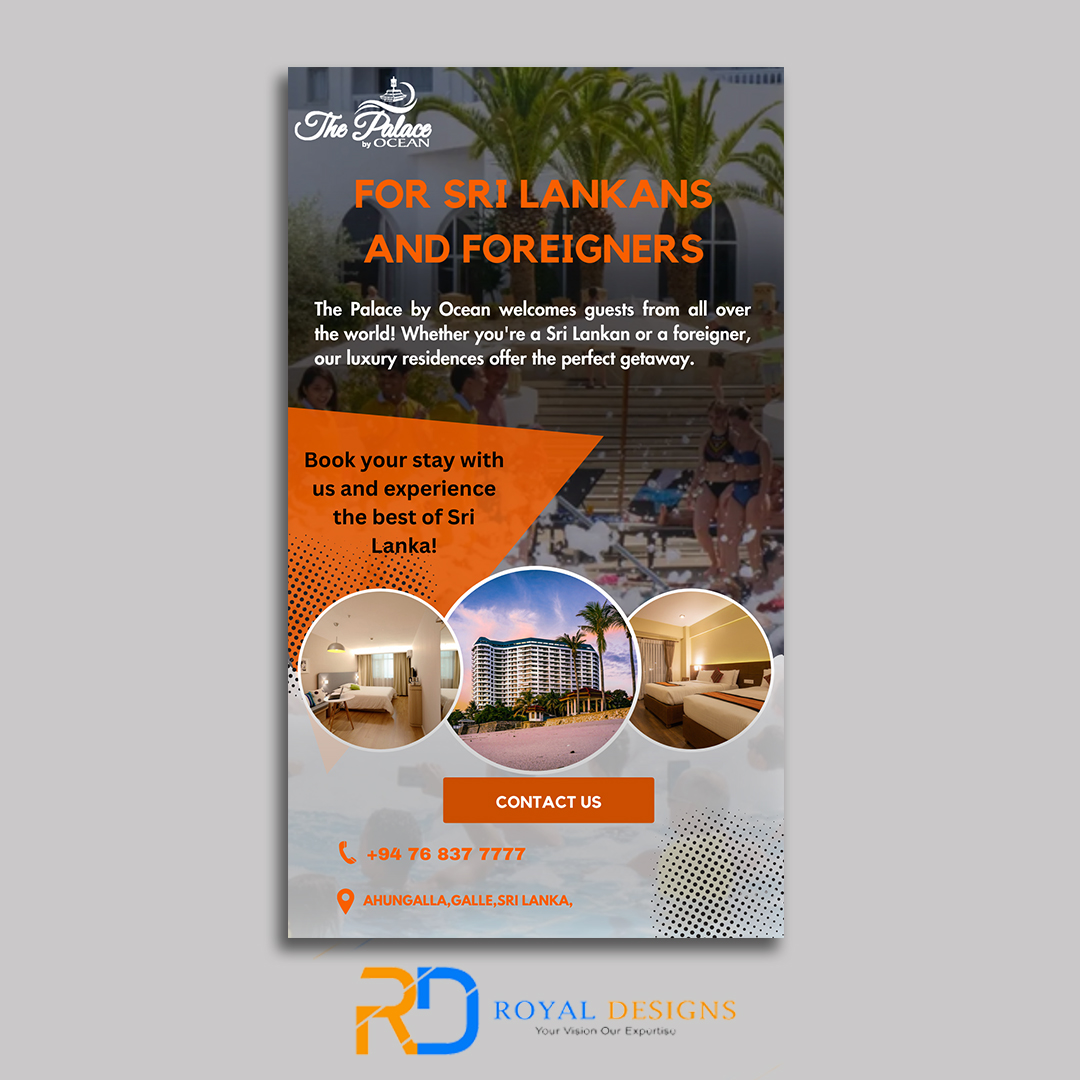 The Palace
by OCEAN
FOR SRI LANKANS
AND FOREIGNERS
The Palace by Ocean welcomes guests from all over
the world! Whether you're a Sri Lankan or a foreigner,
our luxury residences offer the perfect getaway.
Book your stay with
us and experience
the best of Sri
Lanka!
CONTACT US
+94 76 837 7777
AHUNGALLA,GALLE,SRI LANKA,
RD
ROYAL DESIGNS
Your Vision Our Expertise